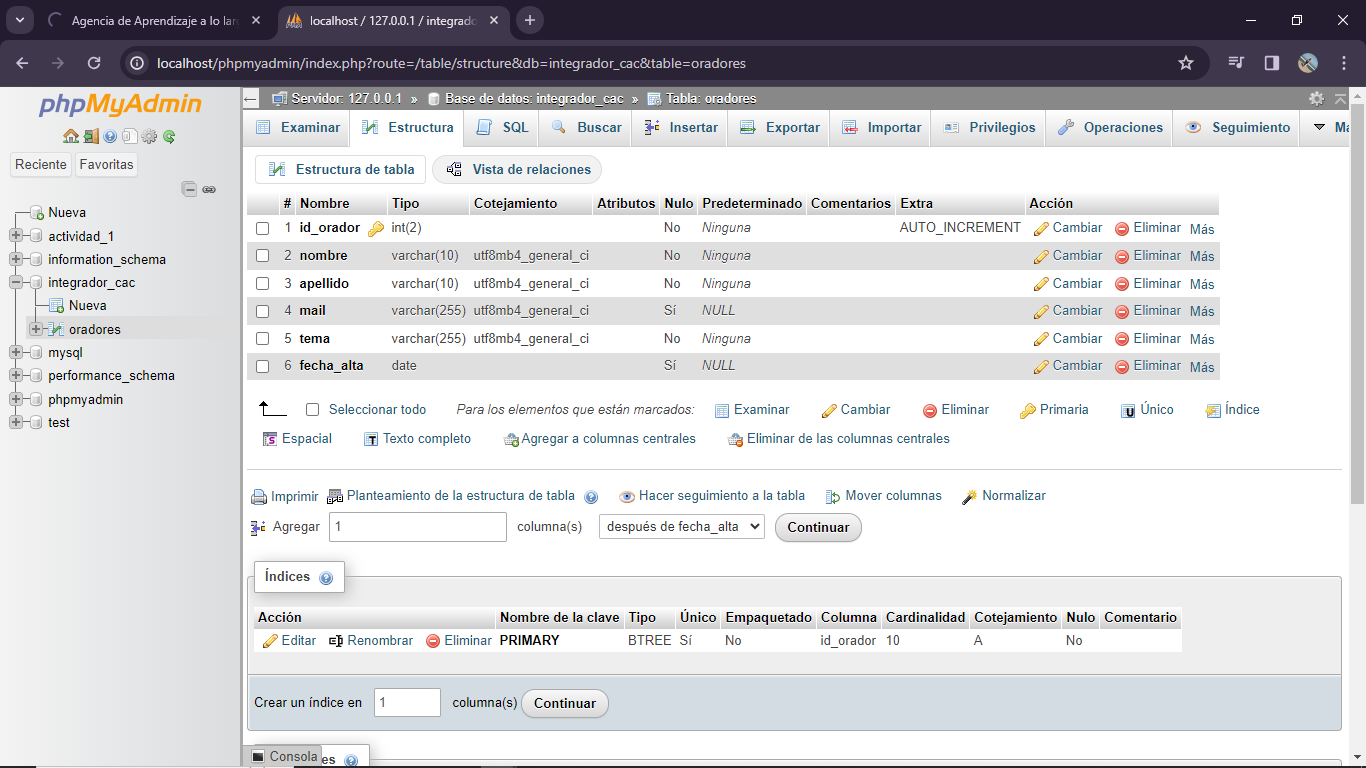 Agencia de Aprendizaje a lo lar
localhost / 127.0.0.1 / integrado
localhost/phpmyadmin/index.php?route=/table/structure&db=integrador_cac&table=oradores
phpMyAdmin
Reciente Favoritas
Nueva
actividad_1
information_schema
integrador_cac
Nueva
oradores
mysql
performance_schema
phpmyadmin
test
Servidor: 127.0.0.1 » Base de datos: integrador_cac » Tabla: oradores
Examinar Estructura SQL Buscar Insertar Exportar Importar Privilegios Operaciones Seguimiento Ma
Estructura de tabla Vista de relaciones
# Nombre Tipo Cotejamiento Atributos Nulo Predeterminado Comentarios Extra Acción
1 id_orador int(2) No Ninguna AUTO_INCREMENT Cambiar Eliminar Más
2 nombre varchar(10) utf8mb4_general_ci No Ninguna Cambiar Eliminar Más
3 apellido varchar(10) utf8mb4_general_ci No Ninguna Cambiar Eliminar Más
4 mail varchar(255) utf8mb4_general_ci Sí NULL Cambiar Eliminar Más
5 tema varchar(255) utf8mb4_general_ci No Ninguna Cambiar Eliminar Más
6 fecha_alta date Sí NULL Cambiar Eliminar Más
Seleccionar todo Para los elementos que están marcados: Examinar Cambiar Eliminar Primaria Único Índice
Espacial Texto completo Agregar a columnas centrales Eliminar de las columnas centrales
Imprimir Planteamiento de la estructura de tabla Hacer seguimiento a la tabla Mover columnas Normalizar
Agregar 1 columna(s) después de fecha_alta Continuar
Índices
Acción Nombre de la clave Tipo Único Empaquetado Columna Cardinalidad Cotejamiento Nulo Comentario
Editar Renombrar Eliminar PRIMARY BTREE Sí No id_orador 10 A No
Crear un índice en 1 columna(s) Continuar
Consola es